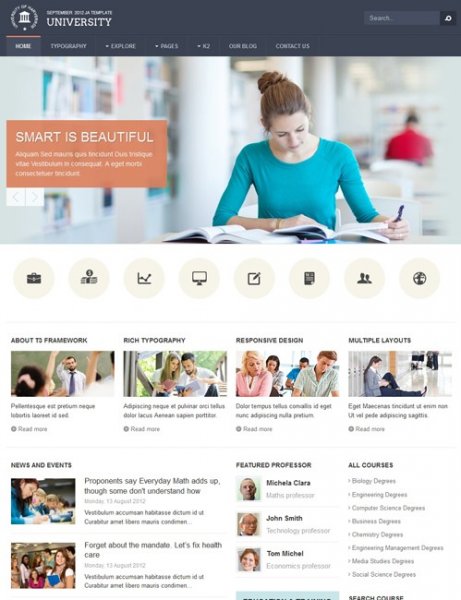 SEPTEMBER 2012 JA TEMPLATE
UNIVERSITY
Search...
HOME TYPOGRAPHY EXPLORE PAGES K2 OUR BLOG CONTACT US
SMART IS BEAUTIFUL
Aliquam Sed mauris quis tincidunt Duis tristique
vitae Vestibulum in consequat. A eget morbi
consectetuer tincidunt.
ABOUT T3 FRAMEWORK
Pellentesque est pretium neque
lobortis laoreet id sed.
Read more
RICH TYPOGRAPHY
Adipiscing neque et pulvinar orci tellus
dolor lacus Aenean sapien porttitor.
Read more
RESPONSIVE DESIGN
Dolor tempus tellus convallis id eget
nunc adipiscing nulla pretium.
Read more
MULTIPLE LAYOUTS
Eget Maecenas tincidunt urna enim non
Ut vel pede adipiscing sagittis.
Read more
NEWS AND EVENTS
Proponents say Everyday Math adds up,
though some don't understand how
Monday, 13 August 2012
Vestibulum accumsan habitasse dictum id ut
Curabitur amet libero mauris condimen...
Forget about the mandate. Let's fix health
care
Monday, 13 August 2012
Vestibulum accumsan habitasse dictum id ut
Curabitur amet libero mauris condimen...
FEATURED PROFESSOR
Michela Clara
Maths professor
John Smith
Technology professor
Tom Michel
Economics professor
EDUCATION & TRAINING
ALL COURSES
Biology Degrees
Engineering Degrees
Computer Science Degrees
Business Degrees
Chemistry Degrees
Engineering Management Degrees
Media Studies Degrees
Social Science Degrees
SEARCH COURSE